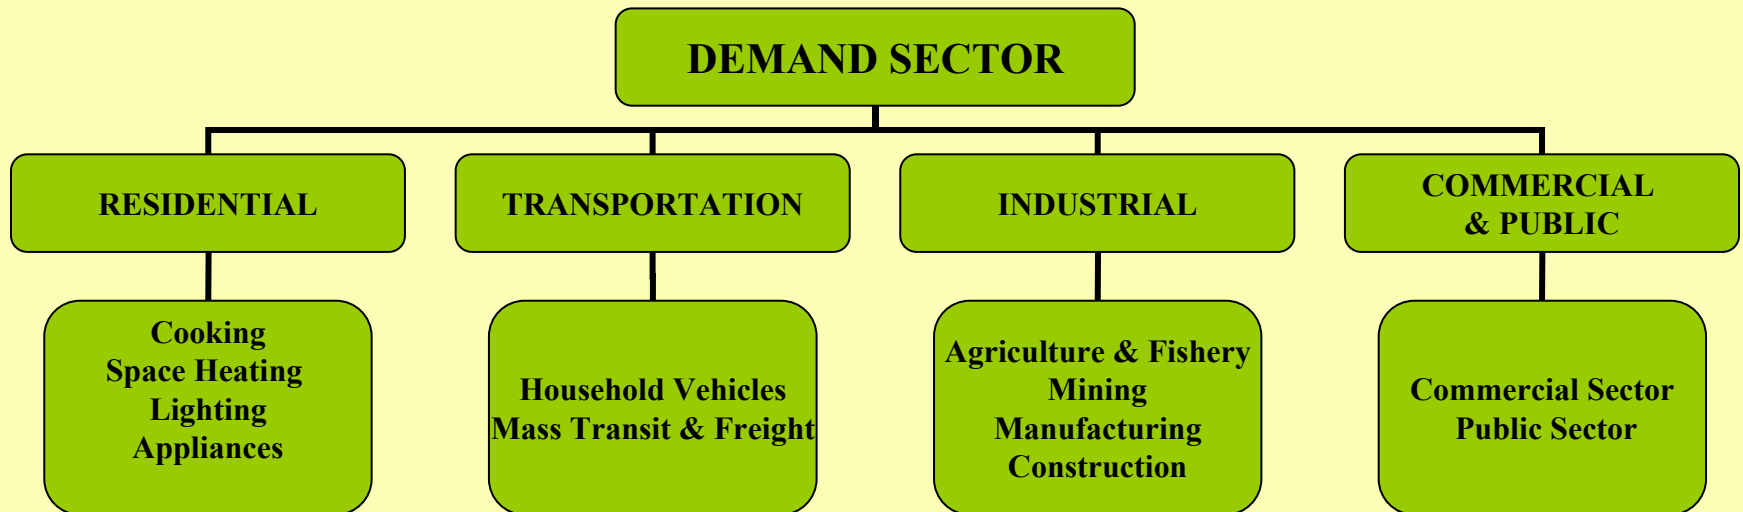 DEMAND SECTOR
RESIDENTIAL
TRANSPORTATION
INDUSTRIAL
COMMERCIAL
& PUBLIC
Cooking
Space Heating
Lighting
Appliances
Household Vehicles
Mass Transit & Freight
Agriculture & Fishery
Mining
Manufacturing
Construction
Commercial Sector
Public Sector